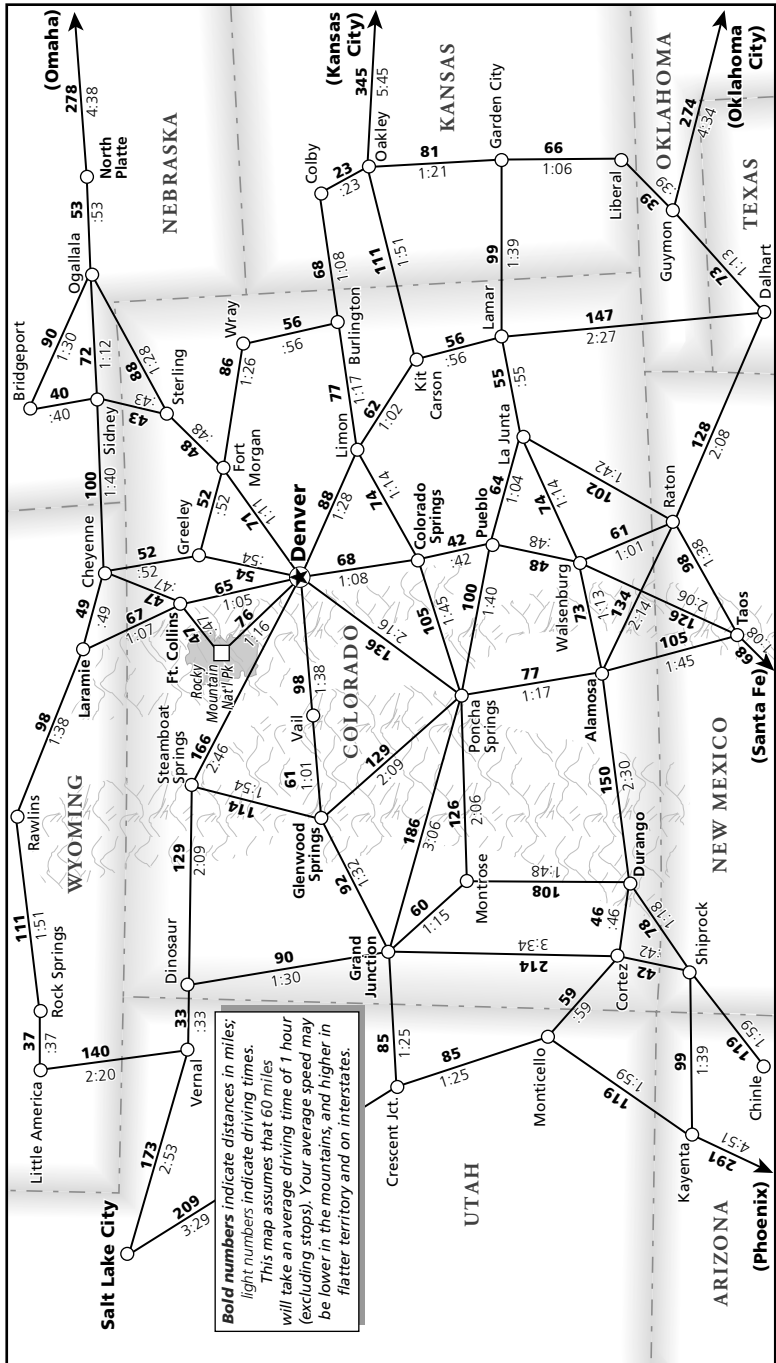 (Omaha)
278
4:38
North
Platte
53
:53
Ogallala
NEBRASKA
Bridgeport
90
1:30
72
1:12
88
1:28
40
:40
Sidney
43
:43
Sterling
48
:48
100
1:40
Cheyenne
Wray
86
1:26
56
:56
Fort
Morgan
52
:52
Greeley
71
1:11
52
:52
54
:54
49
:49
47
:47
67
1:07
Laramie
Ft. Collins
65
1:05
47
:47
76
1:16
Rocky
Mountain
Nat'l Pk
98
1:38
Rawlins
WYOMING
111
1:51
Rock Springs
37
:37
Little America
140
2:20
Steamboat
Springs
166
2:46
114
1:54
129
2:09
Dinosaur
33
:33
Vernal
173
2:53
Salt Lake City
209
3:29
(Kansas
City)
345
5:45
KANSAS
Oakley
Colby
23
:23
81
1:21
Garden City
66
1:06
Liberal
OKLAHOMA
39
:39
Guymon
274
4:34
(Oklahoma
City)
TEXAS
73
1:13
Dalhart
68
1:08
Burlington
111
1:51
99
1:39
Lamar
147
2:27
77
1:17
Limon
62
1:02
Kit
Carson
56
:56
55
:55
La Junta
88
1:28
74
1:14
Denver
68
1:08
Colorado
Springs
42
:42
Pueblo
64
1:04
74
1:14
102
1:42
128
2:08
Raton
48
:48
61
1:01
Walsenburg
98
1:38
126
2:06
Taos
68
1:08
(Santa Fe)
73
1:13
134
2:14
105
1:45
Alamosa
100
1:40
105
1:45
136
2:16
COLORADO
98
1:38
Vail
61
1:01
Glenwood
Springs
129
2:09
Poncha
Springs
77
1:17
150
2:30
NEW MEXICO
126
2:06
186
3:06
92
1:32
Montrose
60
1:15
108
1:48
Durango
Grand
Junction
90
1:30
214
3:34
46
:46
Cortez
78
1:18
42
:42
Shiprock
85
1:25
Crescent Jct.
85
1:25
Monticello
59
:59
119
1:59
99
1:39
119
1:59
Chinle
Kayenta
291
4:51
(Phoenix)
ARIZONA
UTAH
Bold numbers indicate distances in miles;
light numbers indicate driving times.
This map assumes that 60 miles
will take an average driving time of 1 hour
(excluding stops). Your average speed may
be lower in the mountains, and higher in
flatter territory and on interstates.